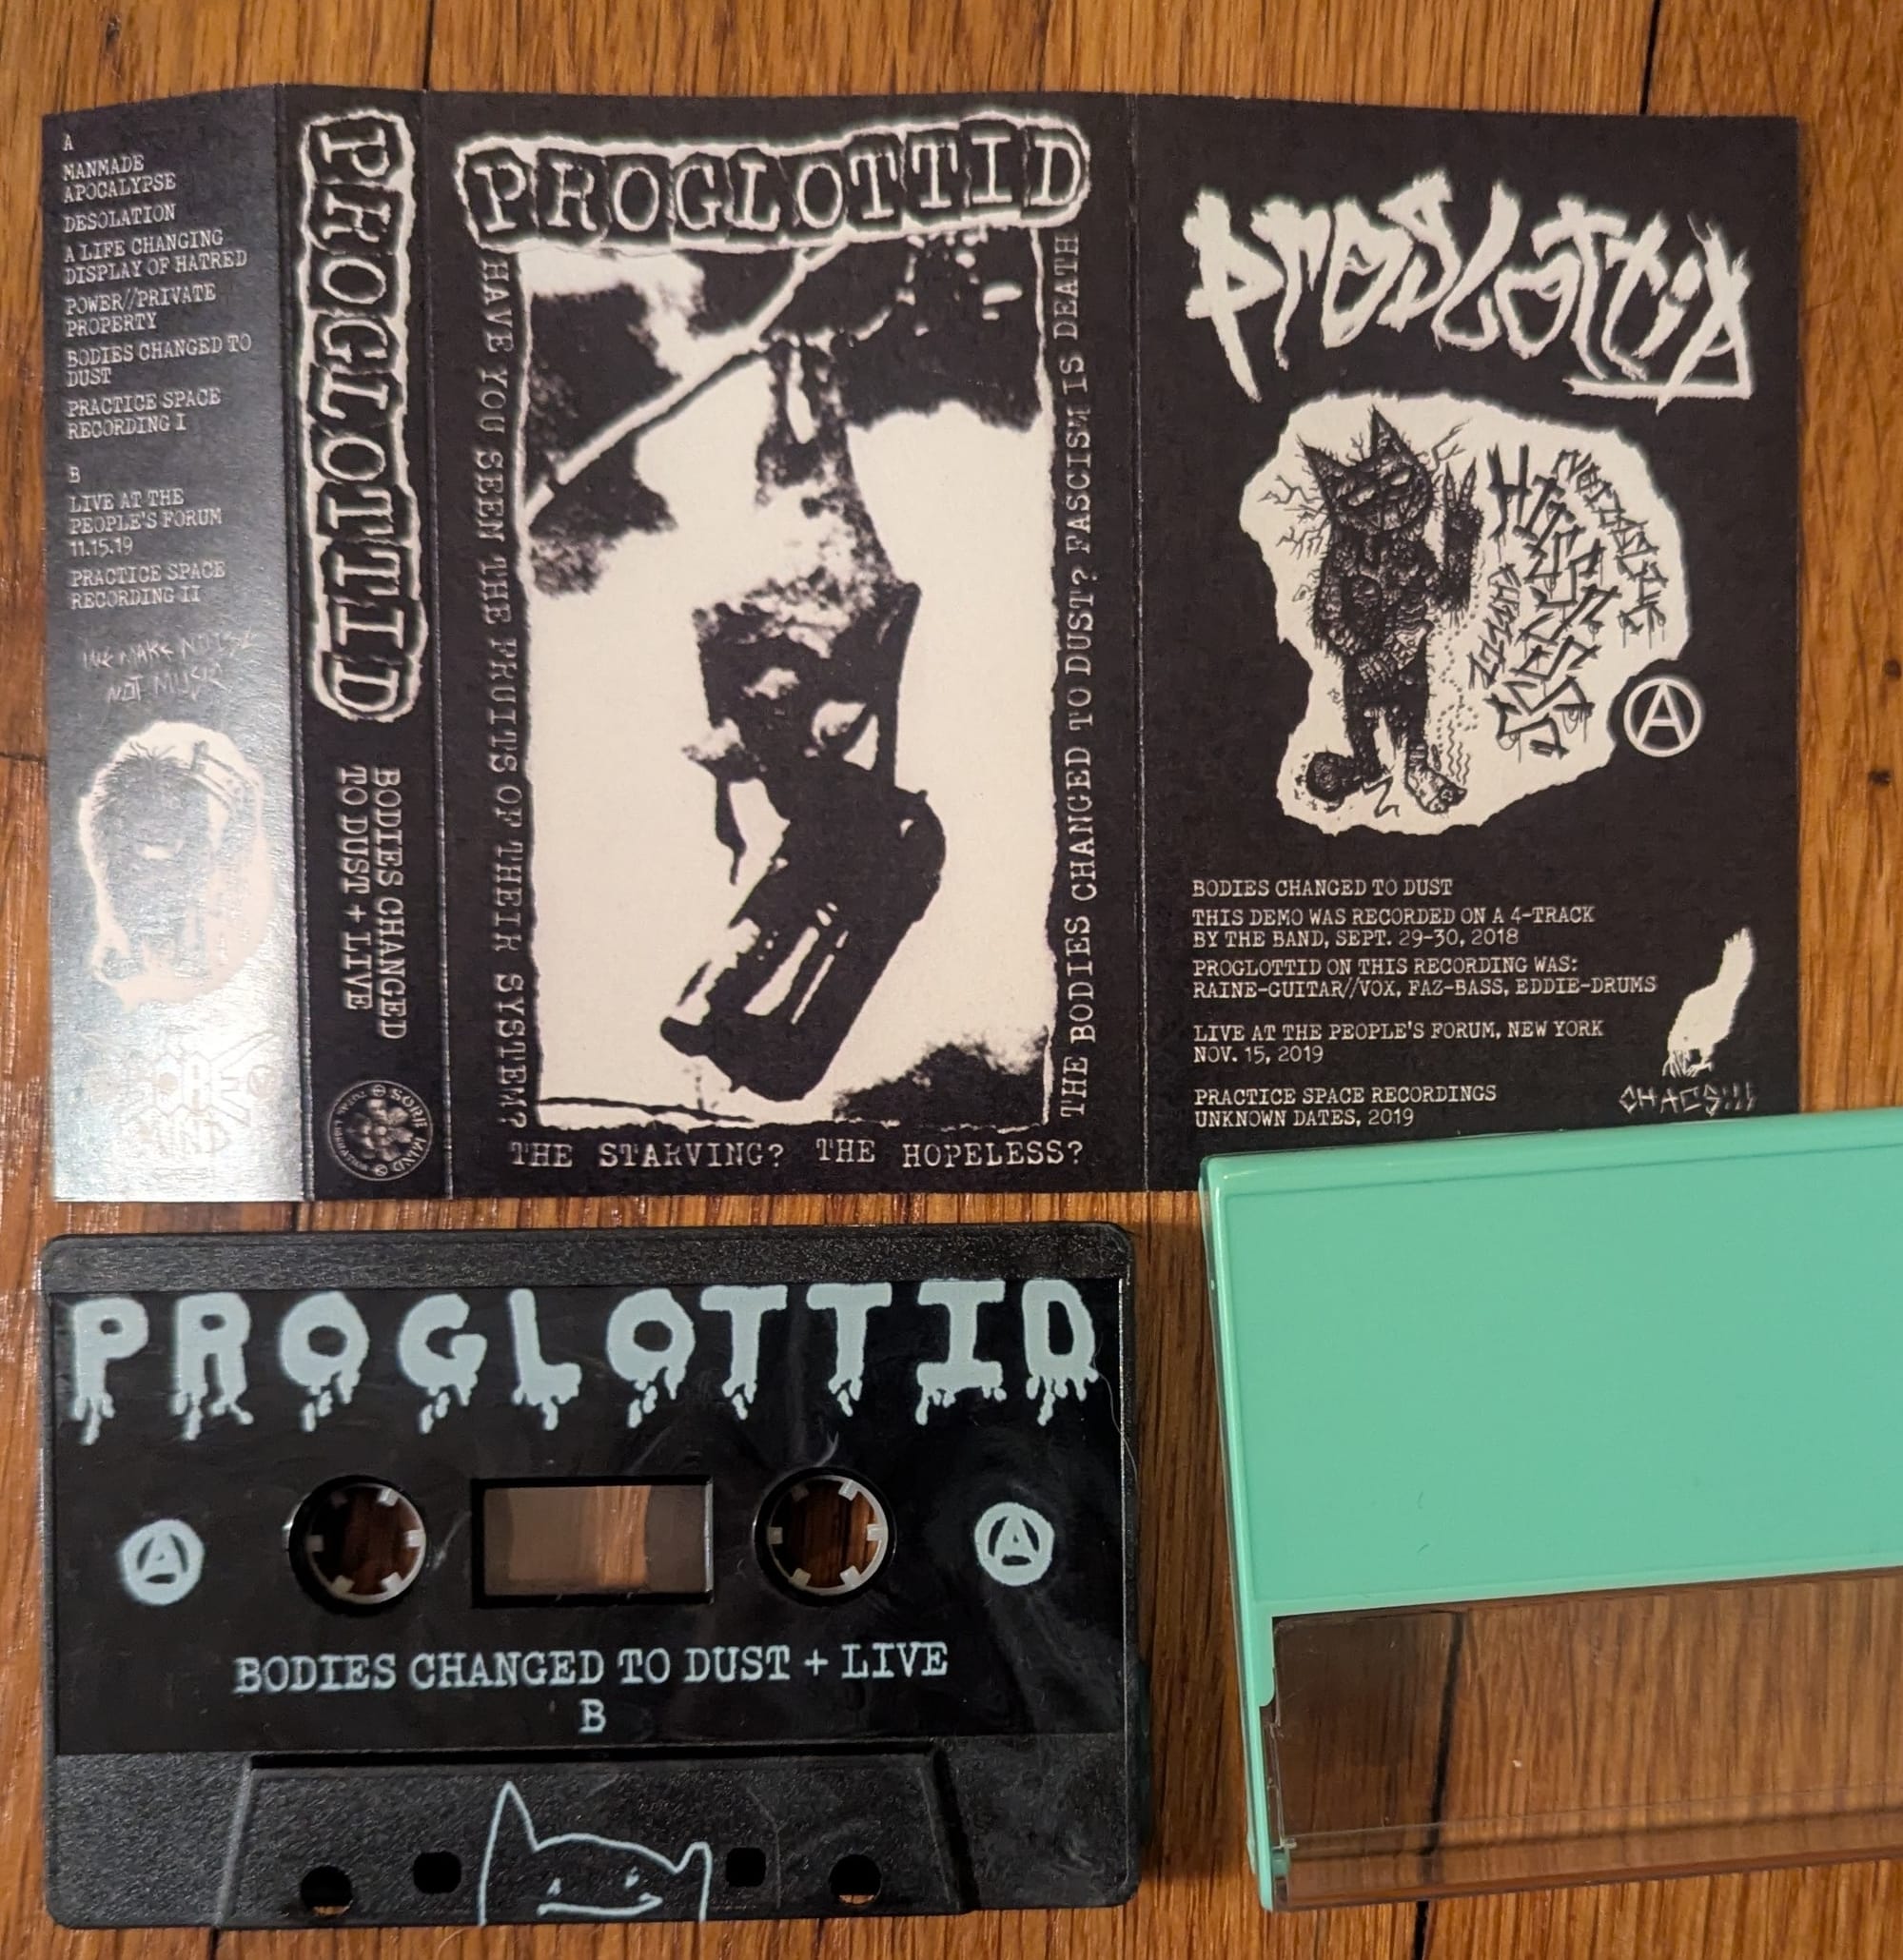 A
MANMADE
APOCALYPSE
DESOLATION
A LIFE CHANGING
DISPLAY OF HATRED
POWER//PRIVATE
PROPERTY
BODIES CHANGED TO
DUST
PRACTICE SPACE
RECORDING I
B
LIVE AT THE
PEOPLE'S FORUM
11.15.19
PRACTICE SPACE
RECORDING II
WE MAKE NOISE
NOT MUSIC
PROGLOTTID
BODIES CHANGED
TO DUST + LIVE
SORE MIND
PROGLOTTID
HAVE YOU SEEN THE FRUITS OF THEIR SYSTEM?
THE STARVING? THE HOPELESS?
THE BODIES CHANGED TO DUST? FASCISM IS DEATH
proglottid
A
BODIES CHANGED TO DUST
THIS DEMO WAS RECORDED ON A 4-TRACK
BY THE BAND, SEPT. 29-30, 2018
PROGLOTTID ON THIS RECORDING WAS:
RAINE-GUITAR//VOX, FAZ-BASS, EDDIE-DRUMS
LIVE AT THE PEOPLE'S FORUM, NEW YORK
NOV. 15, 2019
PRACTICE SPACE RECORDINGS
UNKNOWN DATES, 2019
CHAOS!!!
PROGLOTTID
A
A
BODIES CHANGED TO DUST + LIVE
B